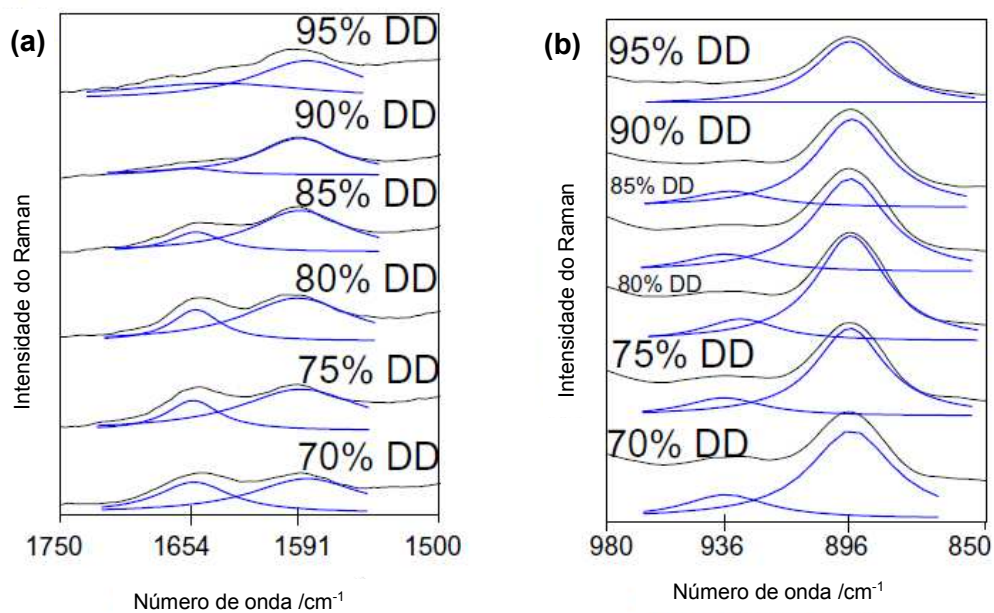 (a)
95% DD
90% DD
85% DD
80% DD
75% DD
70% DD
Intensidade do Raman
1750
1654
1591
1500
Número de onda /cm-1
(b)
95% DD
90% DD
85% DD
80% DD
75% DD
70% DD
Intensidade do Raman
980
936
896
850
Número de onda /cm-1